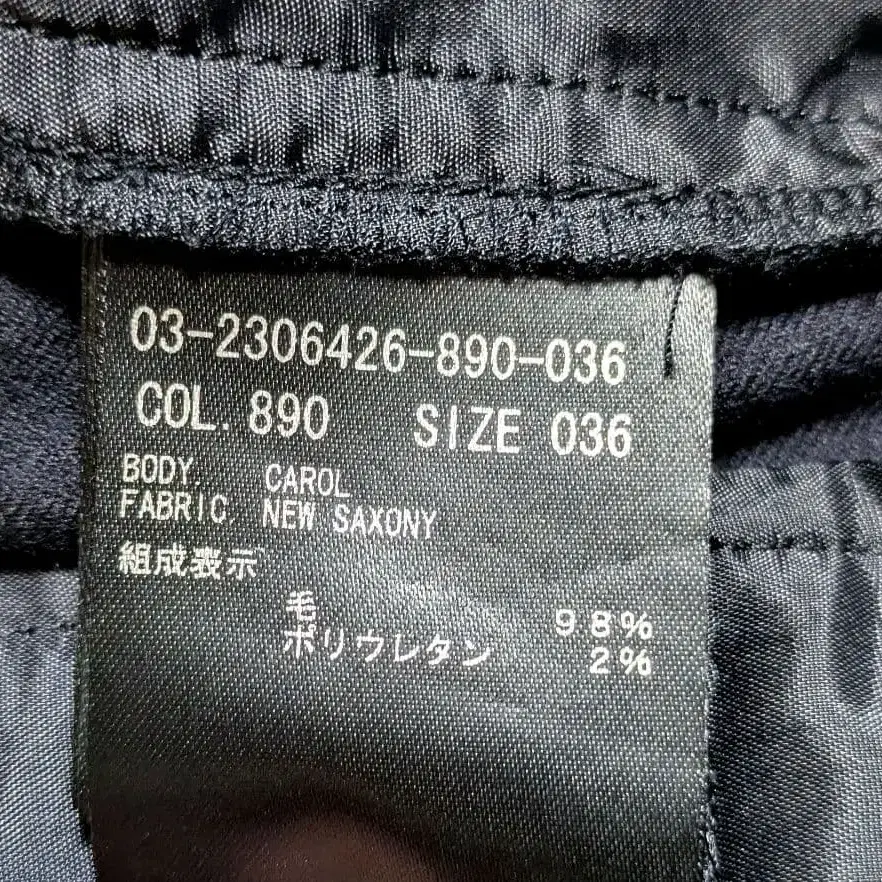 03-2306426-890-036
COL. 890 SIZE 036
BODY. CAROL
FABRIC. NEW SAXONY
組成表示
毛 98%
ポリウレタン 2%